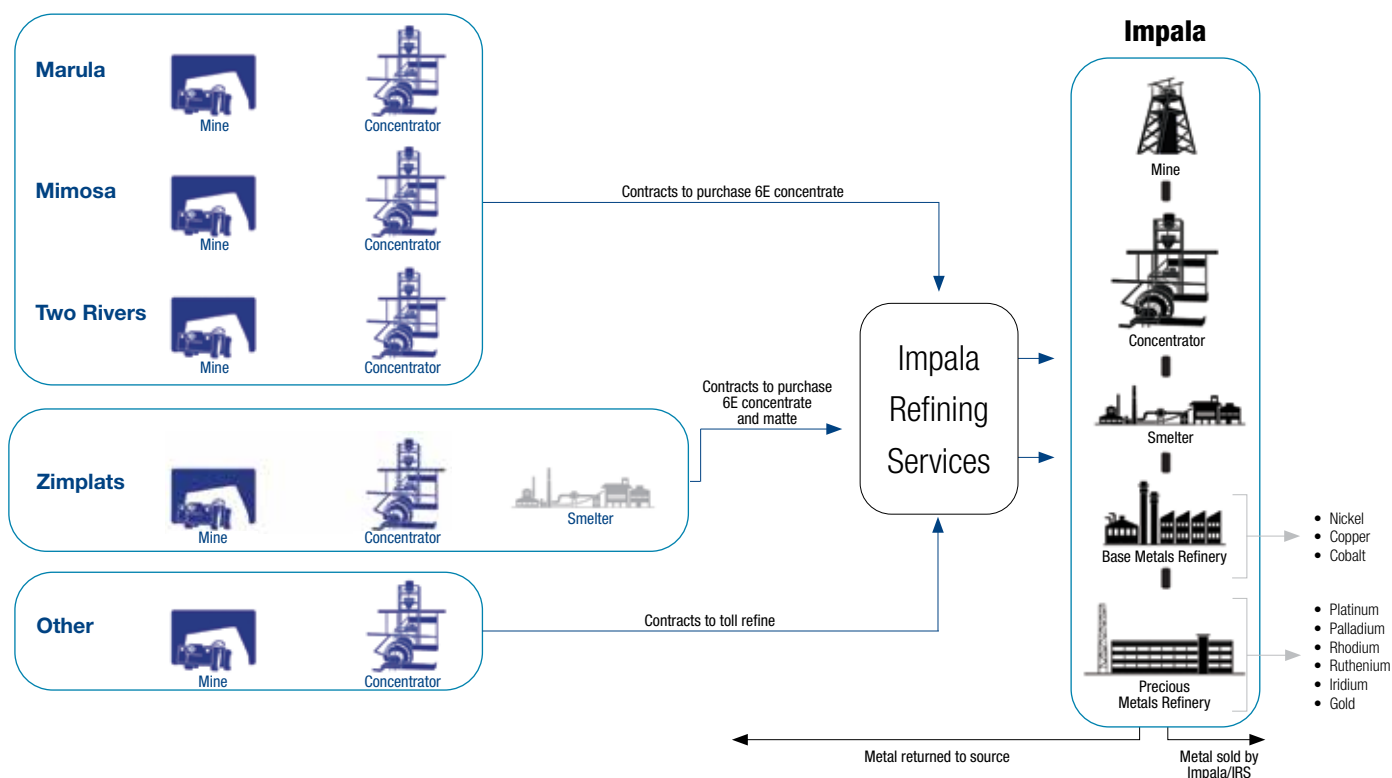 Impala
Marula
Mine
Concentrator
Mimosa
Mine
Concentrator
Two Rivers
Mine
Concentrator
Contracts to purchase 6E concentrate
Zimplats
Mine
Concentrator
Smelter
Contracts to purchase
6E concentrate
and matte
Other
Mine
Concentrator
Contracts to toll refine
Impala
Refining
Services
Mine
Concentrator
Smelter
Base Metals Refinery
• Nickel
• Copper
• Cobalt
Precious
Metals Refinery
• Platinum
• Palladium
• Rhodium
• Ruthenium
• Iridium
• Gold
Metal returned to source
Metal sold by
Impala/IRS